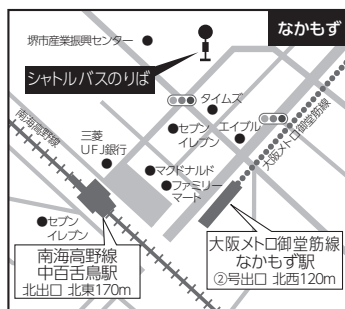 なかもず
堺市産業振興センター
シャトルバスのりば
タイムズ
南海高野線
三菱
UFJ銀行
セブン
イレブン
エイブル
大阪メトロ御堂筋線
マクドナルド
ファミリー
マート
セブン
イレブン
南海高野線
中百舌鳥駅
北出口 北東170m
大阪メトロ御堂筋線
なかもず駅
②号出口 北西120m